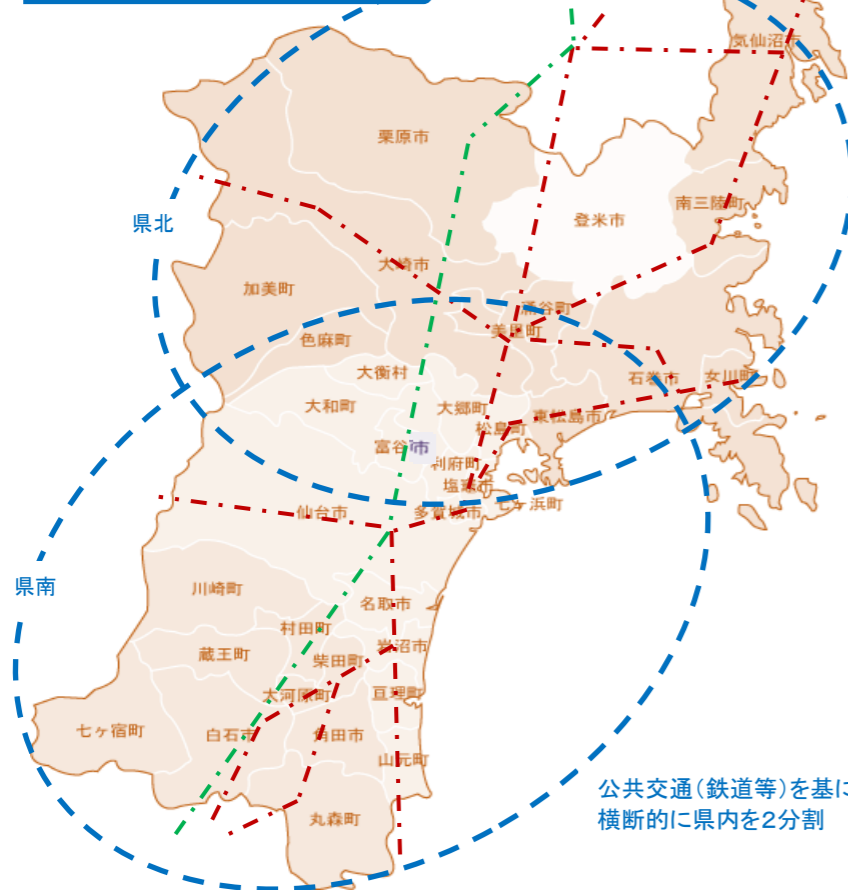 気仙沼市
栗原市
登米市
南三陸町
県北
大崎市
加美町
涌谷町
美里町
色麻町
大衡村
石巻市
女川町
大和町
大郷町
東松島市
松島町
富谷市
利府町
塩竈市
七ヶ浜町
仙台市
多賀城市
県南
川崎町
名取市
村田町
岩沼市
蔵王町
柴田町
大河原町
亘理町
七ヶ宿町
白石市
角田市
山元町
公共交通(鉄道等)を基に
横断的に県内を2分割
丸森町